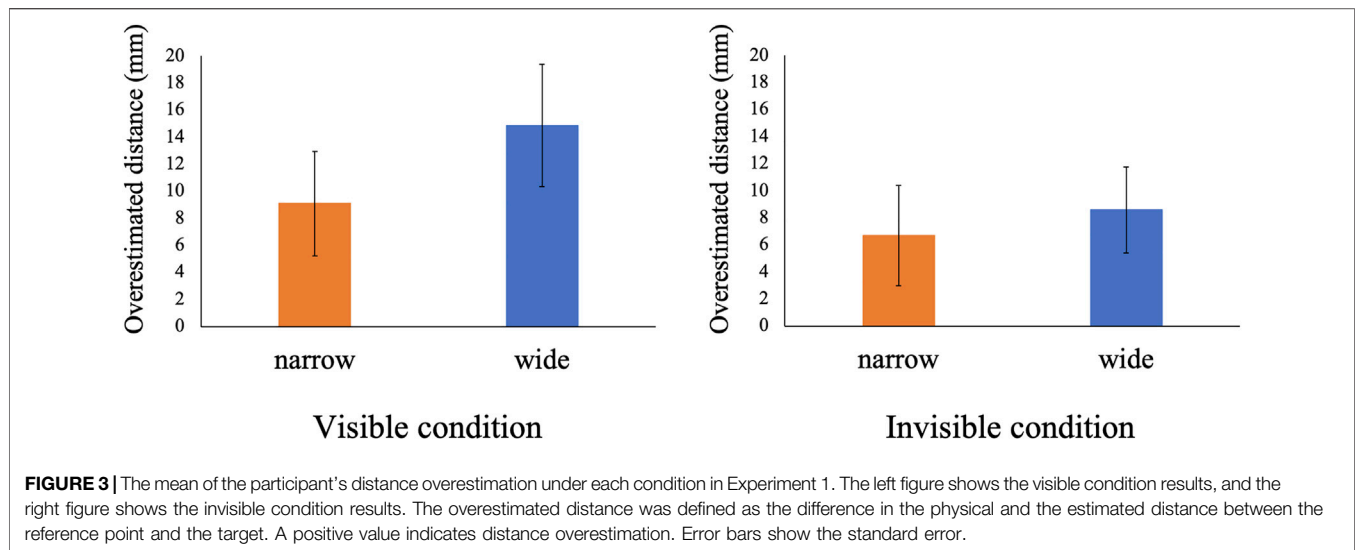 Overestimated distance (mm)
20
18
16
14
12
10
8
6
4
2
0
narrow wide
Visible condition
Overestimated distance (mm)
20
18
16
14
12
10
8
6
4
2
0
narrow wide
Invisible condition
FIGURE 3 | The mean of the participant's distance overestimation under each condition in Experiment 1. The left figure shows the visible condition results, and the
right figure shows the invisible condition results. The overestimated distance was defined as the difference in the physical and the estimated distance between the
reference point and the target. A positive value indicates distance overestimation. Error bars show the standard error.